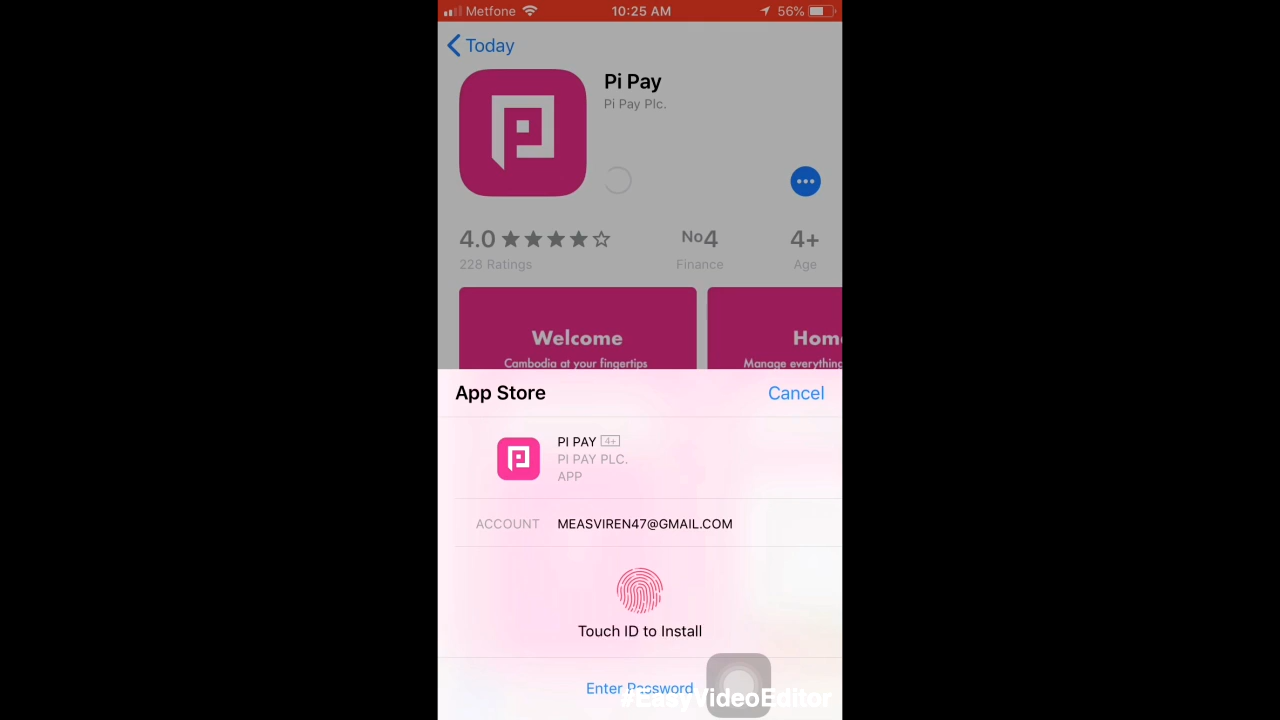 Metfone 10:25 AM 56%
Today
Pi Pay
Pi Pay Plc.
4.0 No4 4+
228 Ratings Finance Age
Welcome Hom
Cambodia at your fingertips Manage everything
App Store Cancel
PI PAY 4+
PI PAY PLC.
APP
ACCOUNT MEASVIREN47@GMAIL.COM
Touch ID to Install
Enter Password
#EasyVideoEditor